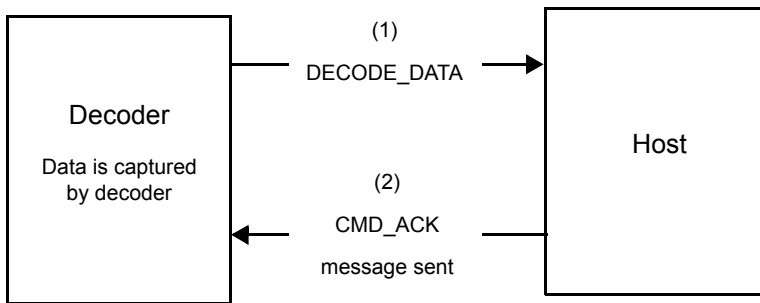 Decoder
Data is captured
by decoder
(1)
DECODE_DATA
(2)
CMD_ACK
message sent
Host